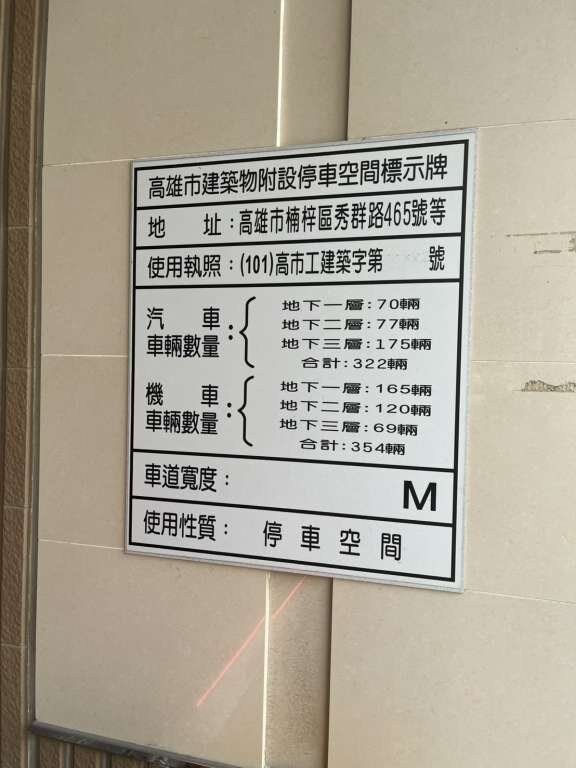 高雄市建築物附設停車空間標示牌
地 址：高雄市楠梓區秀群路465號等
使用執照：(101)高市工建築字第 號
汽 車
車輛數量：
地下一層：70輛
地下二層：77輛
地下三層：175輛
合計：322輛
機 車
車輛數量：
地下一層：165輛
地下二層：120輛
地下三層：69輛
合計：354輛
車道寬度： M
使用性質： 停車空間